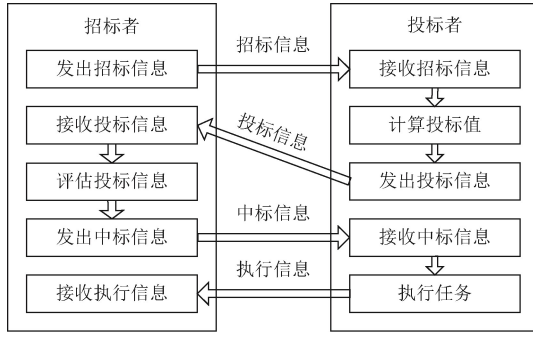 招标者
发出招标信息
接收投标信息
评估投标信息
发出中标信息
接收执行信息
招标信息
投标信息
中标信息
执行信息
投标者
接收招标信息
计算投标值
发出投标信息
接收中标信息
执行任务